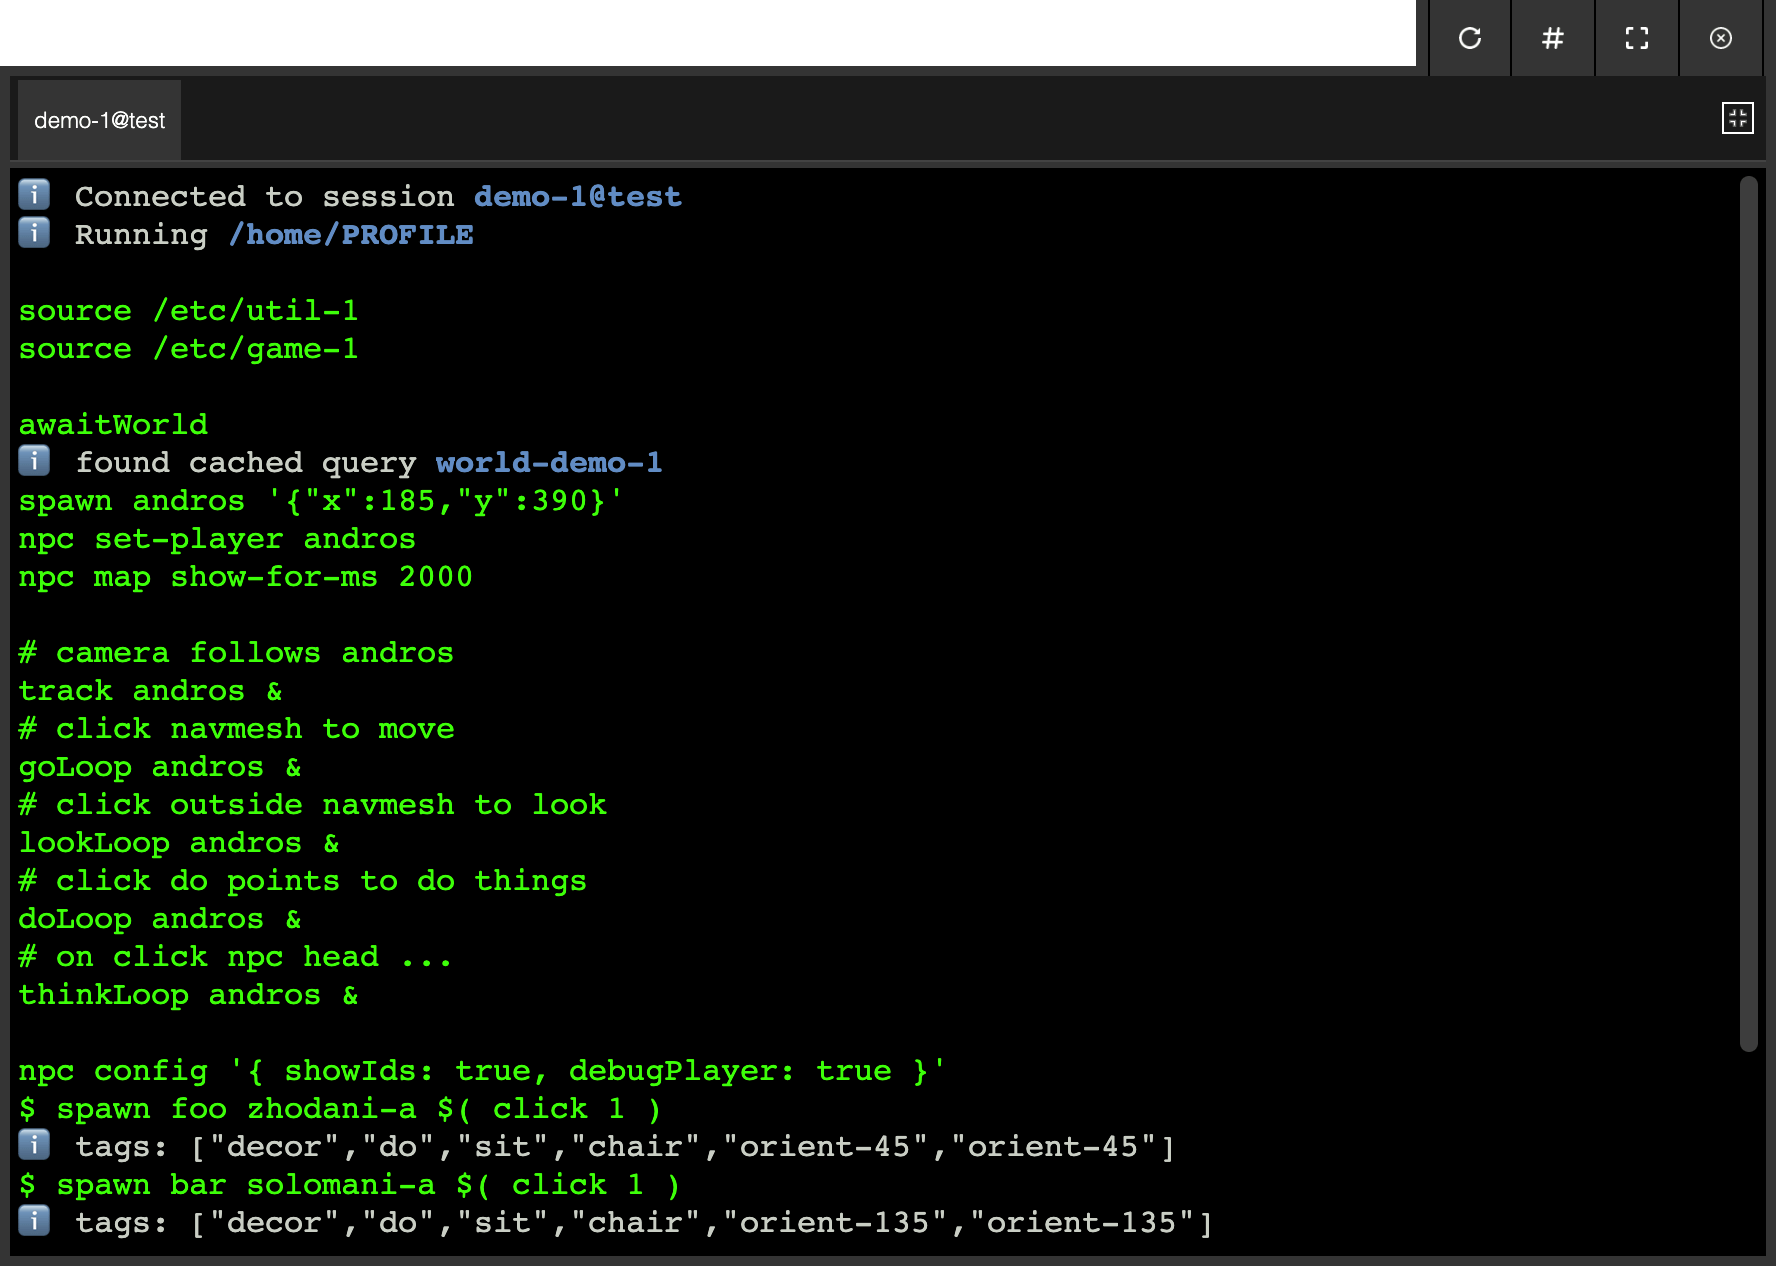 demo-1@test
Connected to session demo-1@test
Running /home/PROFILE
source /etc/util-1
source /etc/game-1
awaitWorld
found cached query world-demo-1
spawn andros '{"x":185,"y":390}'
npc set-player andros
npc map show-for-ms 2000
# camera follows andros
track andros &
# click navmesh to move
goLoop andros &
# click outside navmesh to look
lookLoop andros &
# click do points to do things
doLoop andros &
# on click npc head ...
thinkLoop andros &
npc config '{ showIds: true, debugPlayer: true }'
$ spawn foo zhodani-a $( click 1 )
tags: ["decor","do","sit","chair","orient-45","orient-45"]
$ spawn bar solomani-a $( click 1 )
tags: ["decor","do","sit","chair","orient-135","orient-135"]